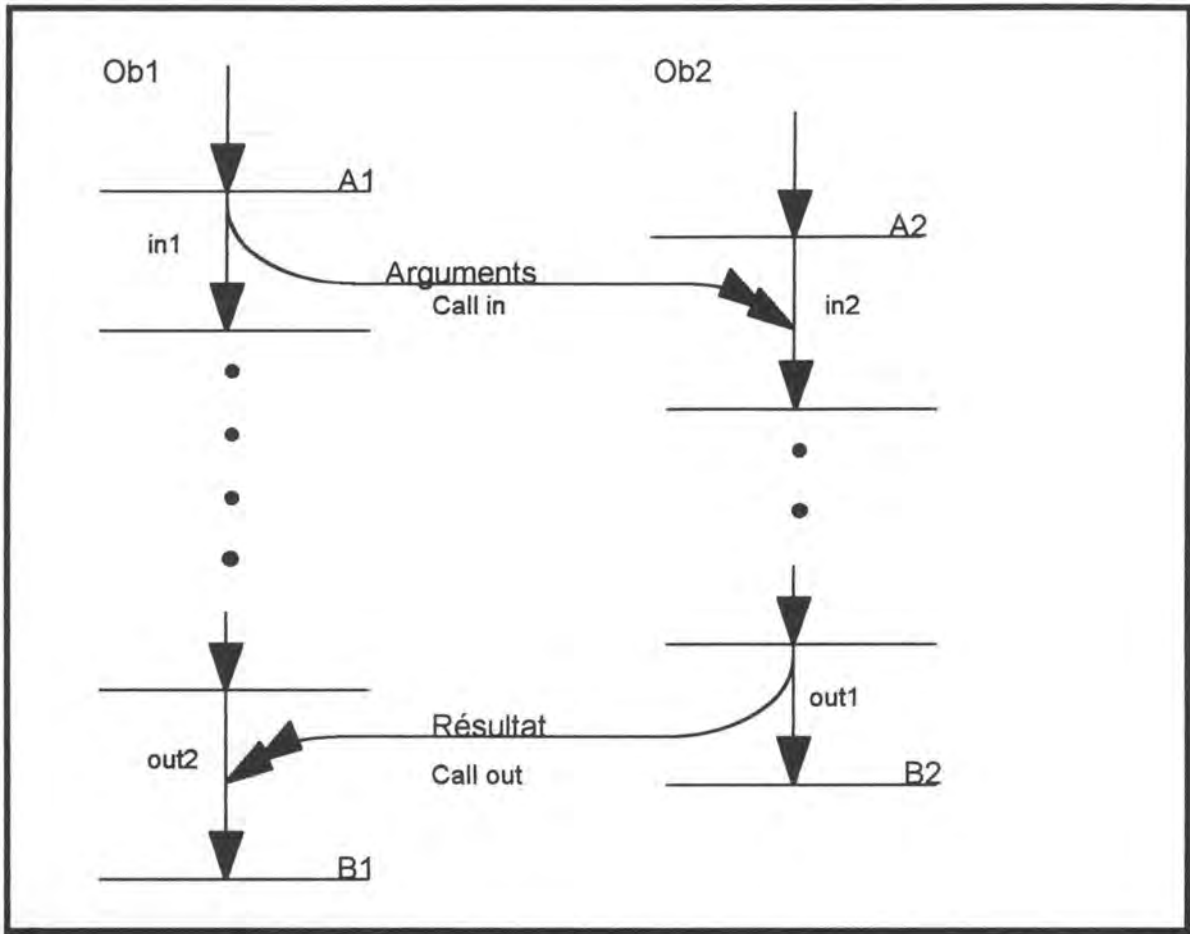 Ob1
Ob2
A1
A2
in1
Arguments
Call in
in2
out1
Résultat
out2
Call out
B2
B1